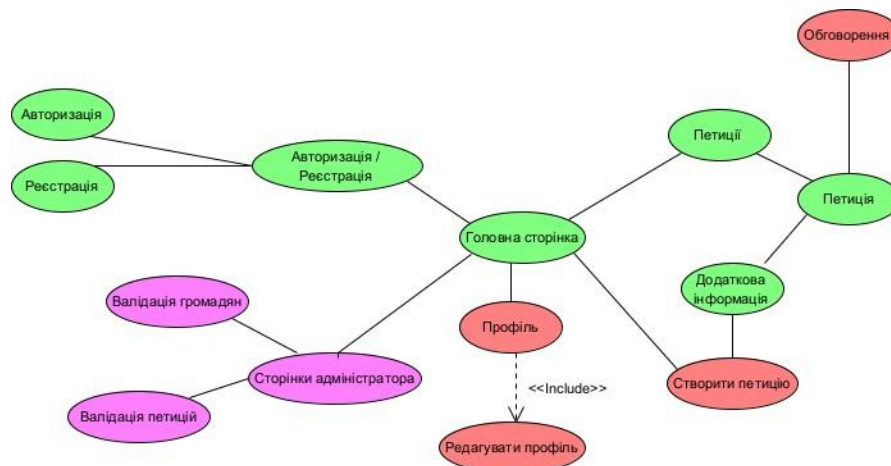 Обговорення
Авторизація
Петиції
Авторизація /
Реєстрація
Реєстрація
Петиція
Головна сторінка
Додаткова
інформація
Валідація громадян
Профіль
Сторінки адміністратора
Створити петицію
<<Include>>
Валідація петицій
Редагувати профіль